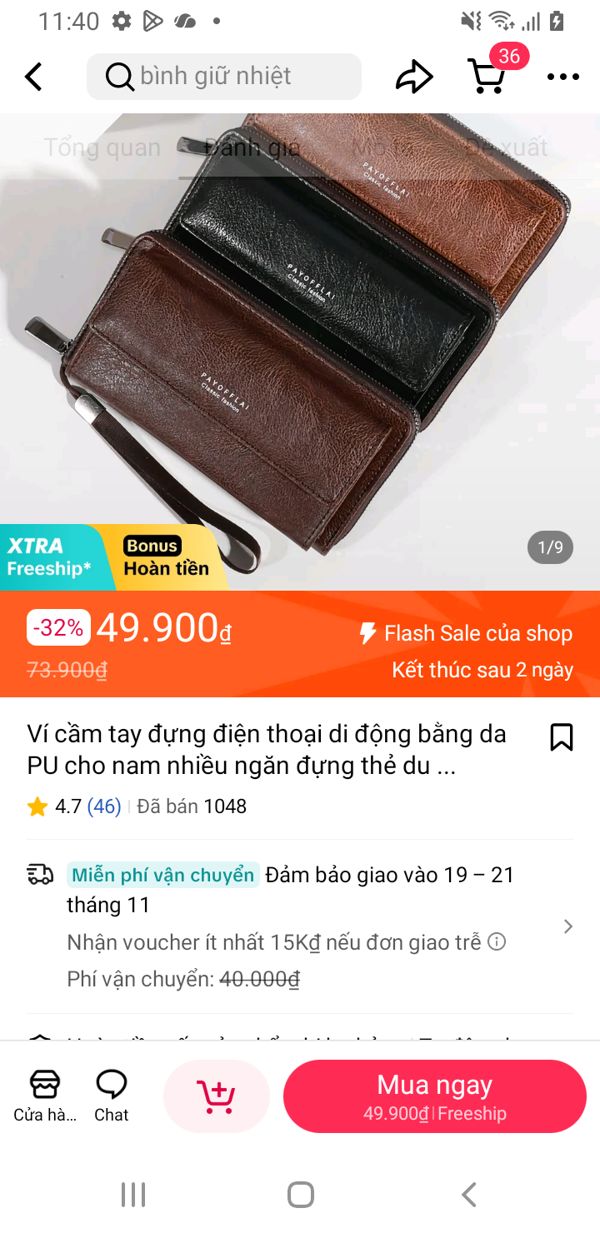 11:40
bình giữ nhiệt
36
Tổng quan Đánh giá Mô tả Đề xuất
PAYOFFLAI
Classic fashion
PAYOFFLAI
Classic fashion
PAYOFFLAI
Classic fashion
XTRA
Freeship*
Bonus
Hoàn tiền
1/9
-32% 49.900₫
Flash Sale của shop
73.900₫
Kết thúc sau 2 ngày
Ví cầm tay đựng điện thoại di động bằng da
PU cho nam nhiều ngăn đựng thẻ du ...
4.7 (46) Đã bán 1048
Miễn phí vận chuyển Đảm bảo giao vào 19 – 21
tháng 11
Nhận voucher ít nhất 15K₫ nếu đơn giao trễ
Phí vận chuyển: 40.000₫
Cửa hà...
Chat
Mua ngay
49.900₫ Freeship